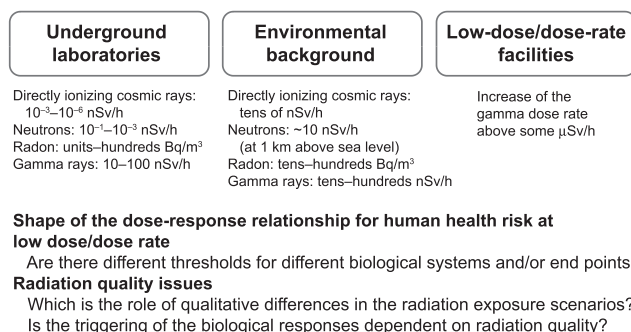 Underground
laboratories
Directly ionizing cosmic rays:
10⁻³–10⁻⁶ nSv/h
Neutrons: 10⁻¹–10⁻³ nSv/h
Radon: units–hundreds Bq/m³
Gamma rays: 10–100 nSv/h
Environmental
background
Directly ionizing cosmic rays:
tens of nSv/h
Neutrons: ~10 nSv/h
(at 1 km above sea level)
Radon: tens–hundreds Bq/m³
Gamma rays: tens–hundreds nSv/h
Low-dose/dose-rate
facilities
Increase of the
gamma dose rate
above some μSv/h
Shape of the dose-response relationship for human health risk at
low dose/dose rate
Are there different thresholds for different biological systems and/or end points
Radiation quality issues
Which is the role of qualitative differences in the radiation exposure scenarios?
Is the triggering of the biological responses dependent on radiation quality?